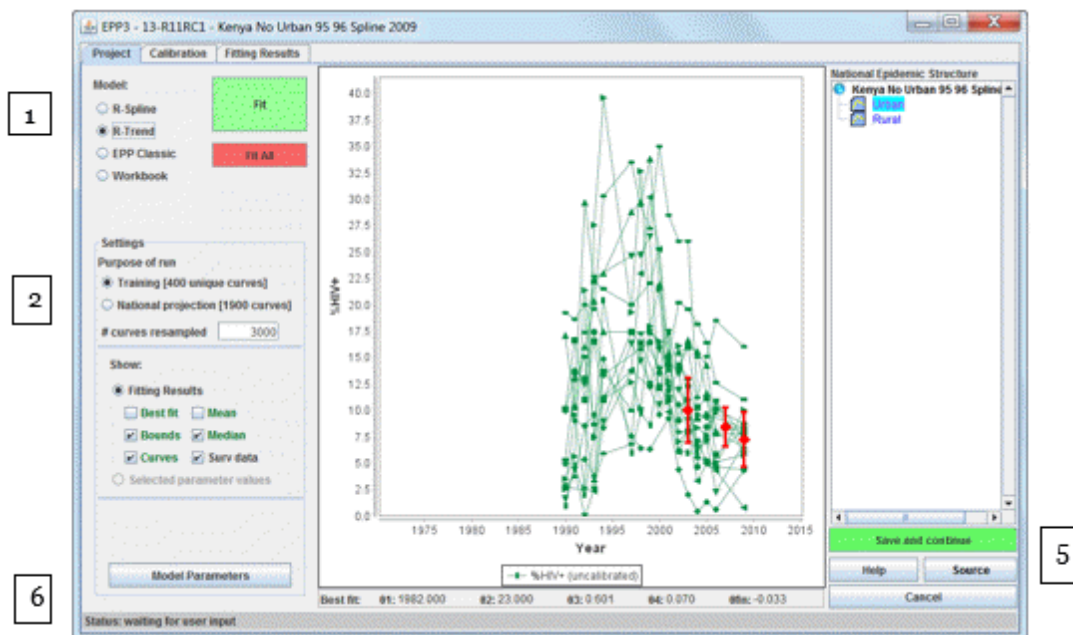 EPP3 - 13-R11RC1 - Kenya No Urban 95 96 Spline 2009
Project Calibration Fitting Results
1
Model:
R-Spline
R-Trend
EPP Classic
Workbook
Fit
Fit All
2
Settings
Purpose of run
Training [400 unique curves]
National projection [1900 curves]
# curves resampled 3000
Show:
Fitting Results
Best fit Mean
Bounds Median
Curves Surv data
Selected parameter values
Model Parameters
6
%HIV+
40.0
37.5
35.0
32.5
30.0
27.5
25.0
22.5
20.0
17.5
15.0
12.5
10.0
7.5
5.0
2.5
0.0
1975 1980 1985 1990 1995 2000 2005 2010 2015
Year
%HIV+ (uncalibrated)
Best fit: θ1: 1982.000 θ2: 23.000 θ3: 0.601 θ4: 0.070 θfin: -0.033
National Epidemic Structure
Kenya No Urban 95 96 Spline
Urban
Rural
Save and continue
5
Help Source
Cancel
Status: waiting for user input